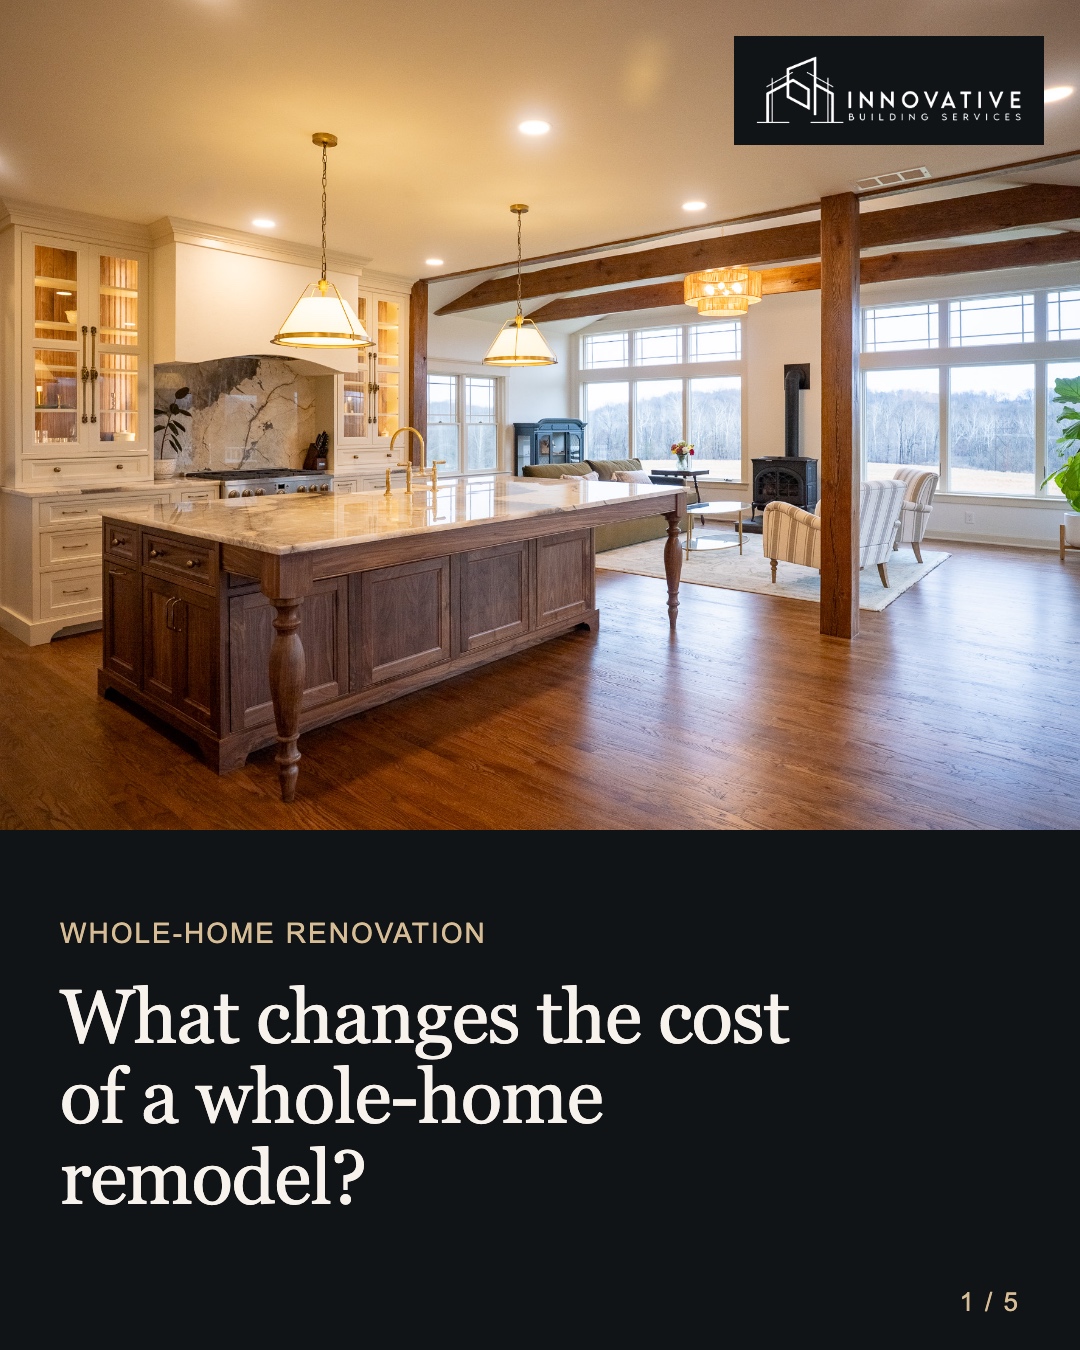 INNOVATIVE
BUILDING SERVICES
WHOLE-HOME RENOVATION
What changes the cost
of a whole-home
remodel?
1 / 5